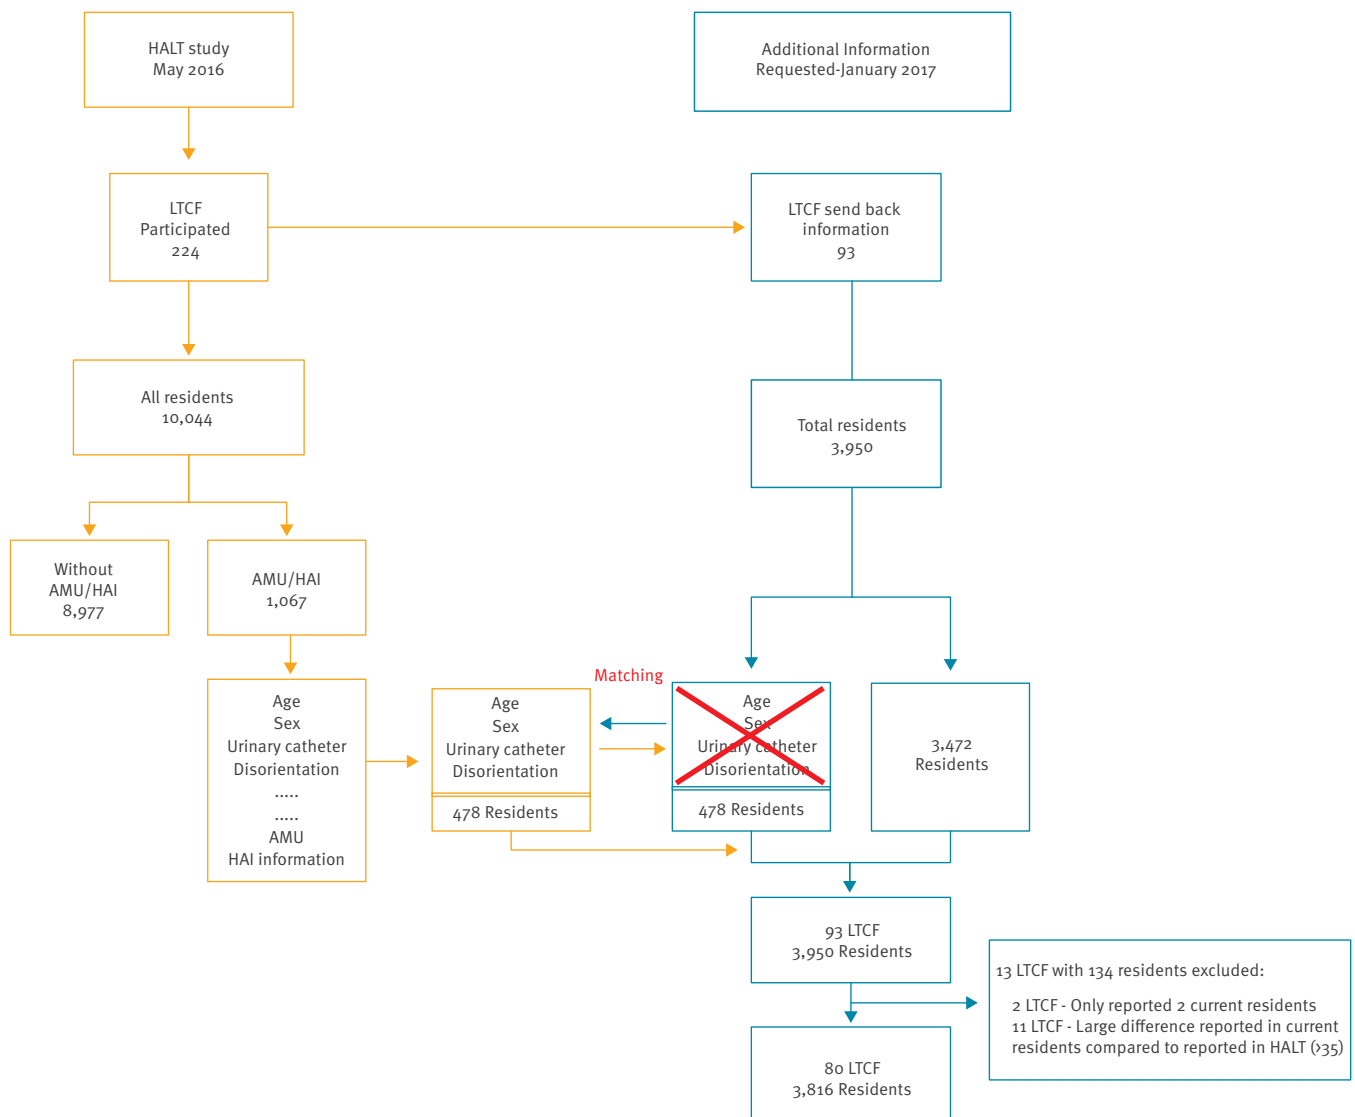 HALT study
May 2016
Additional Information
Requested-January 2017
LTCF
Participated
224
LTCF send back
information
93
All residents
10,044
Total residents
3,950
Without
AMU/HAI
8,977
AMU/HAI
1,067
Matching
Age
Sex
Urinary catheter
Disorientation
.....
.....
AMU
HAI information
Age
Sex
Urinary catheter
Disorientation
478 Residents
Age
Sex
Urinary catheter
Disorientation
478 Residents
3,472
Residents
93 LTCF
3,950 Residents
13 LTCF with 134 residents excluded:
2 LTCF - Only reported 2 current residents
11 LTCF - Large difference reported in current
residents compared to reported in HALT (>35)
80 LTCF
3,816 Residents